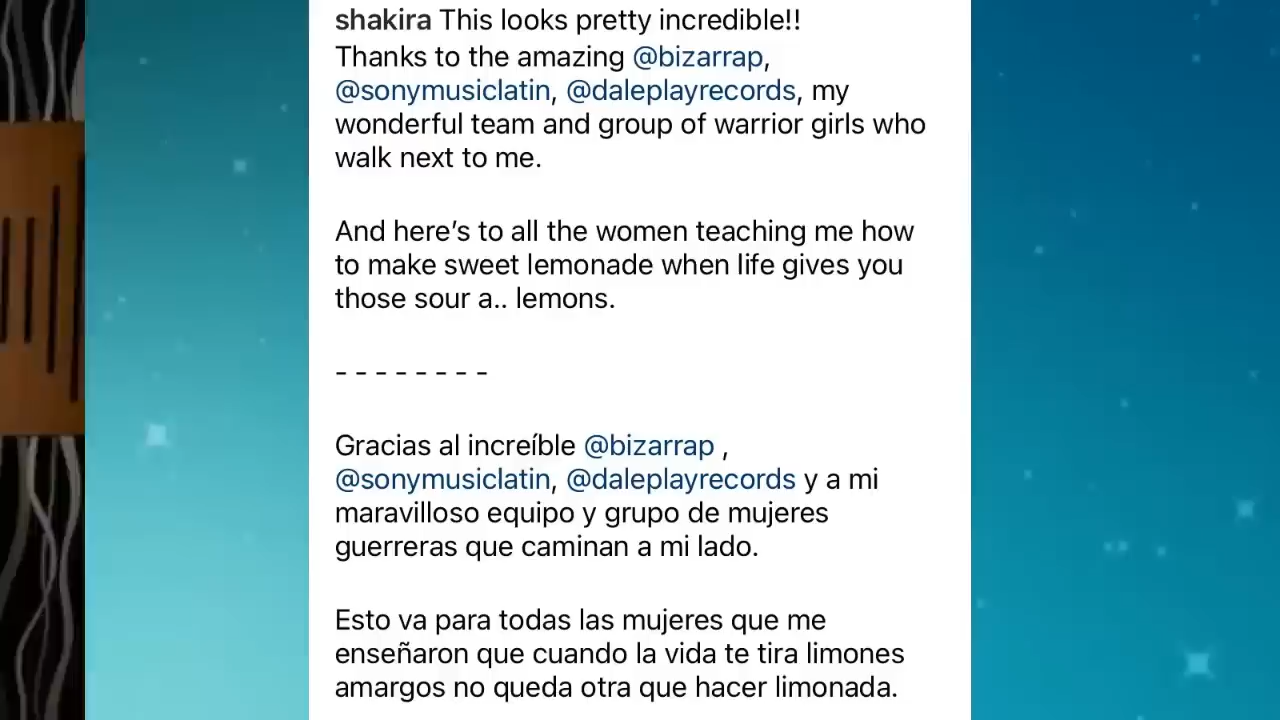 shakira This looks pretty incredible!!
Thanks to the amazing @bizarrap,
@sonymusiclatin, @daleplayrecords, my
wonderful team and group of warrior girls who
walk next to me.
And here’s to all the women teaching me how
to make sweet lemonade when life gives you
those sour a.. lemons.
- - - - - - - -
Gracias al increíble @bizarrap ,
@sonymusiclatin, @daleplayrecords y a mi
maravilloso equipo y grupo de mujeres
guerreras que caminan a mi lado.
Esto va para todas las mujeres que me
enseñaron que cuando la vida te tira limones
amargos no queda otra que hacer limonada.